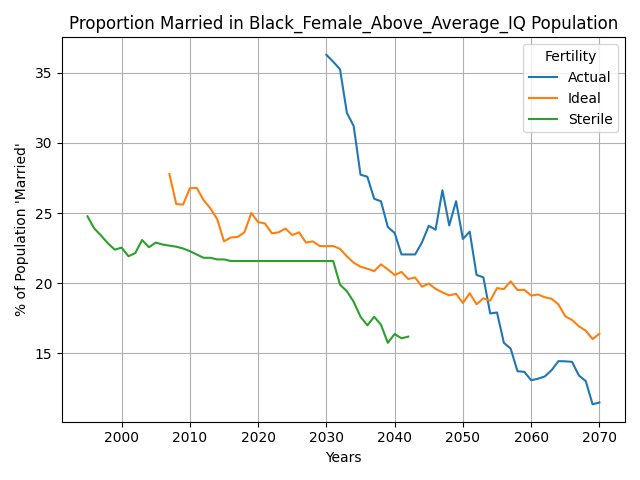 Proportion Married in Black_Female_Above_Average_IQ Population
% of Population 'Married'
35
30
25
20
15
Fertility
Actual
Ideal
Sterile
2000 2010 2020 2030 2040 2050 2060 2070
Years